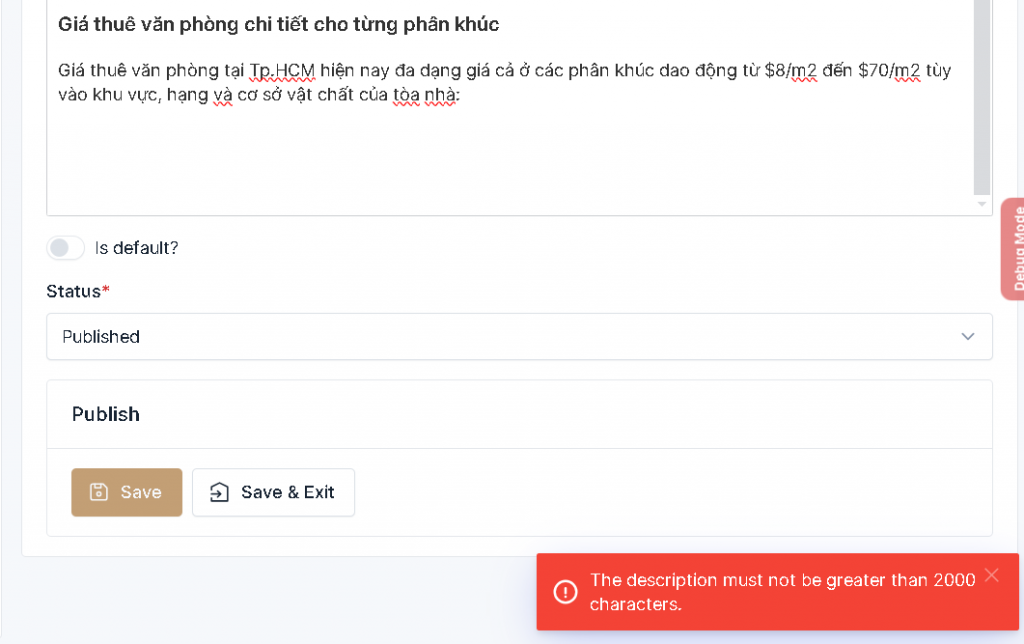 Giá thuê văn phòng chi tiết cho từng phân khúc
Giá thuê văn phòng tại Tp.HCM hiện nay đa dạng giá cả ở các phân khúc dao động từ $8/m2 đến $70/m2 tùy
vào khu vực, hạng và cơ sở vật chất của tòa nhà:
Debug Mode
Is default?
Status*
Published
Publish
Save
Save & Exit
The description must not be greater than 2000
characters.